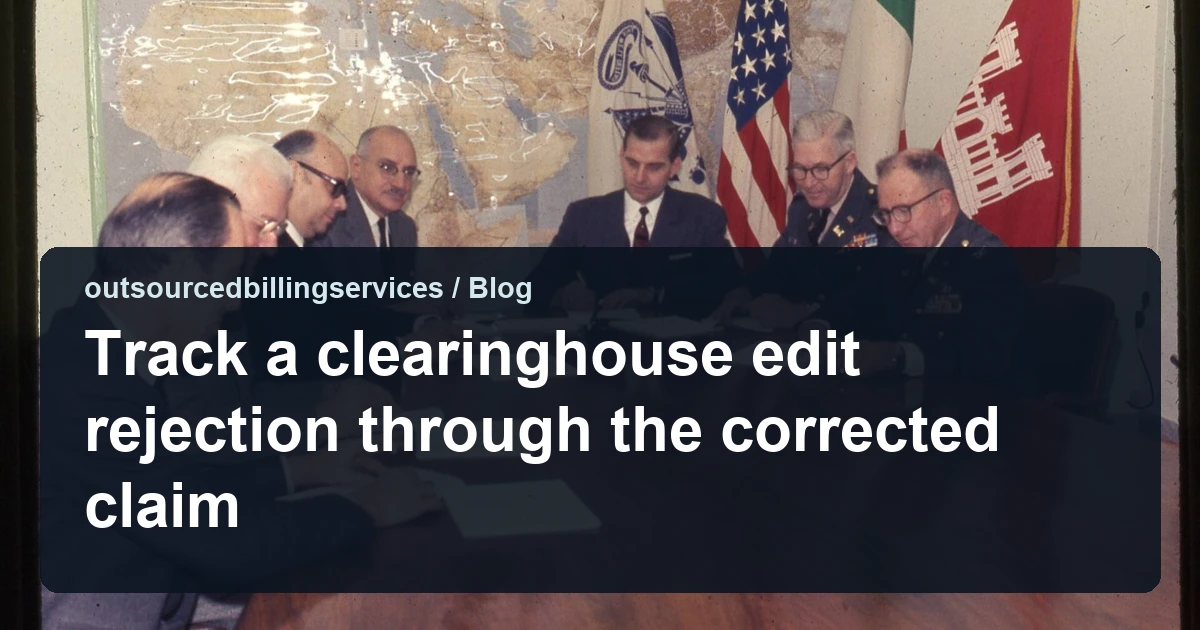 outsourcedbillingservices / Blog
Track a clearinghouse edit
rejection through the corrected
claim